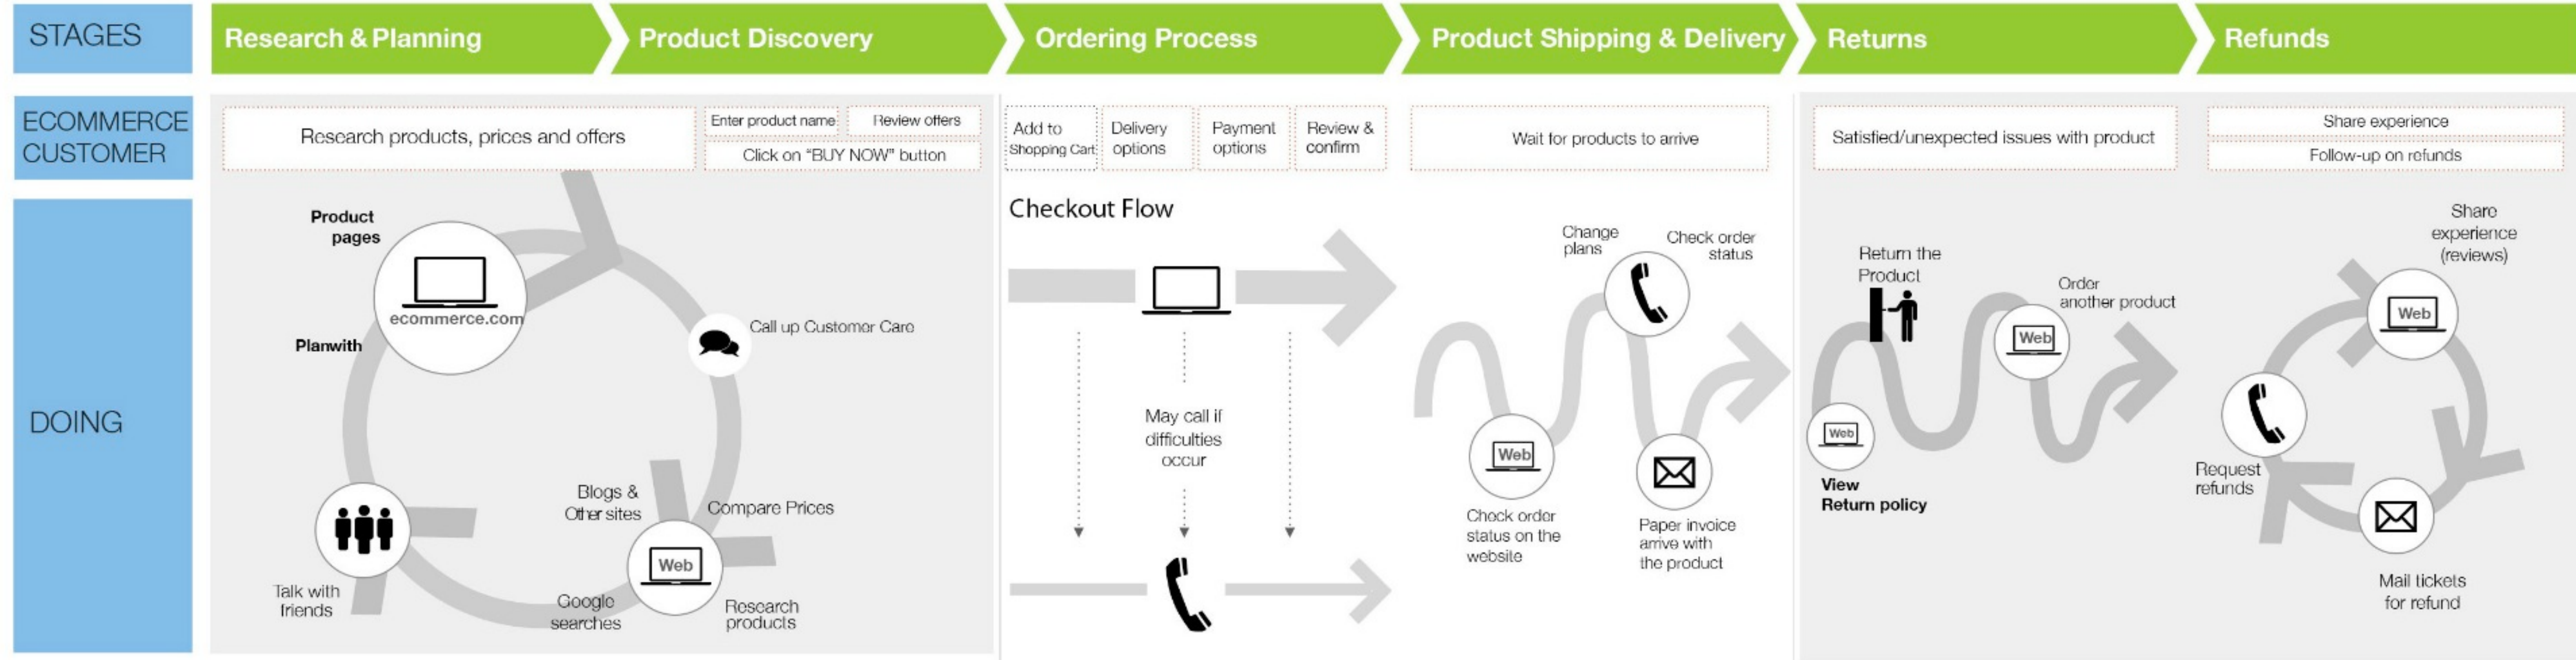 STAGES
Research & Planning
Product Discovery
Ordering Process
Product Shipping & Delivery
Returns
Refunds
ECOMMERCE
CUSTOMER
Research products, prices and offers
Enter product name
Review offers
Click on "BUY NOW" button
Add to
Shopping Cart
Delivery
options
Payment
options
Review &
confirm
Wait for products to arrive
Satisfied/unexpected issues with product
Share experience
Follow-up on refunds
DOING
Product
pages
ecommerce.com
Planwith
Call up Customer Care
Blogs &
Other sites
Compare Prices
Web
Talk with
friends
Google
searches
Research
products
Checkout Flow
May call if
difficulties
occur
Change
plans
Check order
status
Web
Check order
status on the
website
Paper invoice
arrive with
the product
Return the
Product
Order
another product
Web
Web
View
Return policy
Share
experience
(reviews)
Web
Request
refunds
Mail tickets
for refund